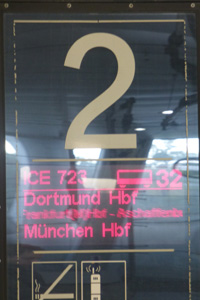 2
ICE 723 32
Dortmund Hbf
München Hbf